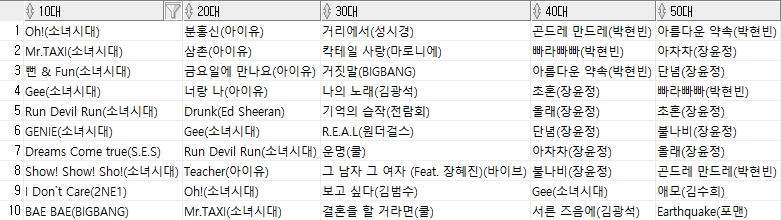 10대 20대 30대 40대 50대
1 Oh!(소녀시대) 분홍신(아이유) 거리에서(성시경) 곤드레 만드레(박현빈) 아름다운 약속(박현빈)
2 Mr.TAXI(소녀시대) 삼촌(아이유) 칵테일 사랑(마로니에) 빠라빠빠(박현빈) 아차차(장윤정)
3 뻔 & Fun(소녀시대) 금요일에 만나요(아이유) 거짓말(BIGBANG) 아름다운 약속(박현빈) 단념(장윤정)
4 Gee(소녀시대) 너랑 나(아이유) 나의 노래(김광석) 초혼(장윤정) 빠라빠빠(박현빈)
5 Run Devil Run(소녀시대) Drunk(Ed Sheeran) 기억의 습작(전람회) 올래(장윤정) 초혼(장윤정)
6 GENIE(소녀시대) Gee(소녀시대) R.E.A.L(원더걸스) 단념(장윤정) 불나비(장윤정)
7 Dreams Come true(S.E.S) Run Devil Run(소녀시대) 운명(쿨) 아차차(장윤정) 올래(장윤정)
8 Show! Show! Sho!(소녀시대) Teacher(아이유) 그 남자 그 여자 (Feat. 장혜진)(바이브) 불나비(장윤정) 곤드레 만드레(박현빈)
9 I Don`t Care(2NE1) Oh!(소녀시대) 보고 싶다(김범수) Gee(소녀시대) 애모(김수희)
10 BAE BAE(BIGBANG) Mr.TAXI(소녀시대) 결혼을 할 거라면(쿨) 서른 즈음에(김광석) Earthquake(포맨)